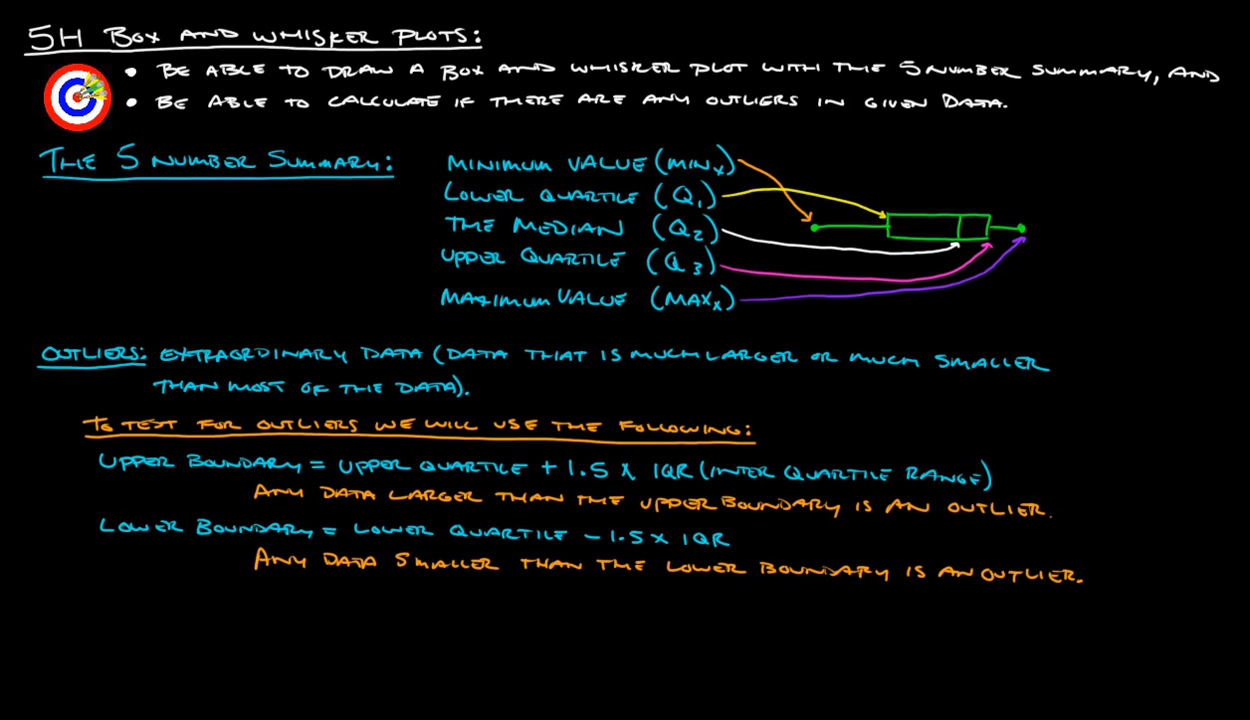 5H BOX AND WHISKER PLOTS:
• BE ABLE TO DRAW A BOX AND WHISKER PLOT WITH THE 5 NUMBER SUMMARY, AND
• BE ABLE TO CALCULATE IF THERE ARE ANY OUTLIERS IN GIVEN DATA.
THE 5 NUMBER SUMMARY:
MINIMUM VALUE (MINₓ)
LOWER QUARTILE (Q₁)
THE MEDIAN (Q₂)
UPPER QUARTILE (Q₃)
MAXIMUM VALUE (MAXₓ)
OUTLIERS: EXTRAORDINARY DATA (DATA THAT IS MUCH LARGER OR MUCH SMALLER
THAN MOST OF THE DATA).
TO TEST FOR OUTLIERS WE WILL USE THE FOLLOWING:
UPPER BOUNDARY = UPPER QUARTILE + 1.5 × IQR (INTER QUARTILE RANGE)
ANY DATA LARGER THAN THE UPPER BOUNDARY IS AN OUTLIER.
LOWER BOUNDARY = LOWER QUARTILE - 1.5 × IQR
ANY DATA SMALLER THAN THE LOWER BOUNDARY IS AN OUTLIER.